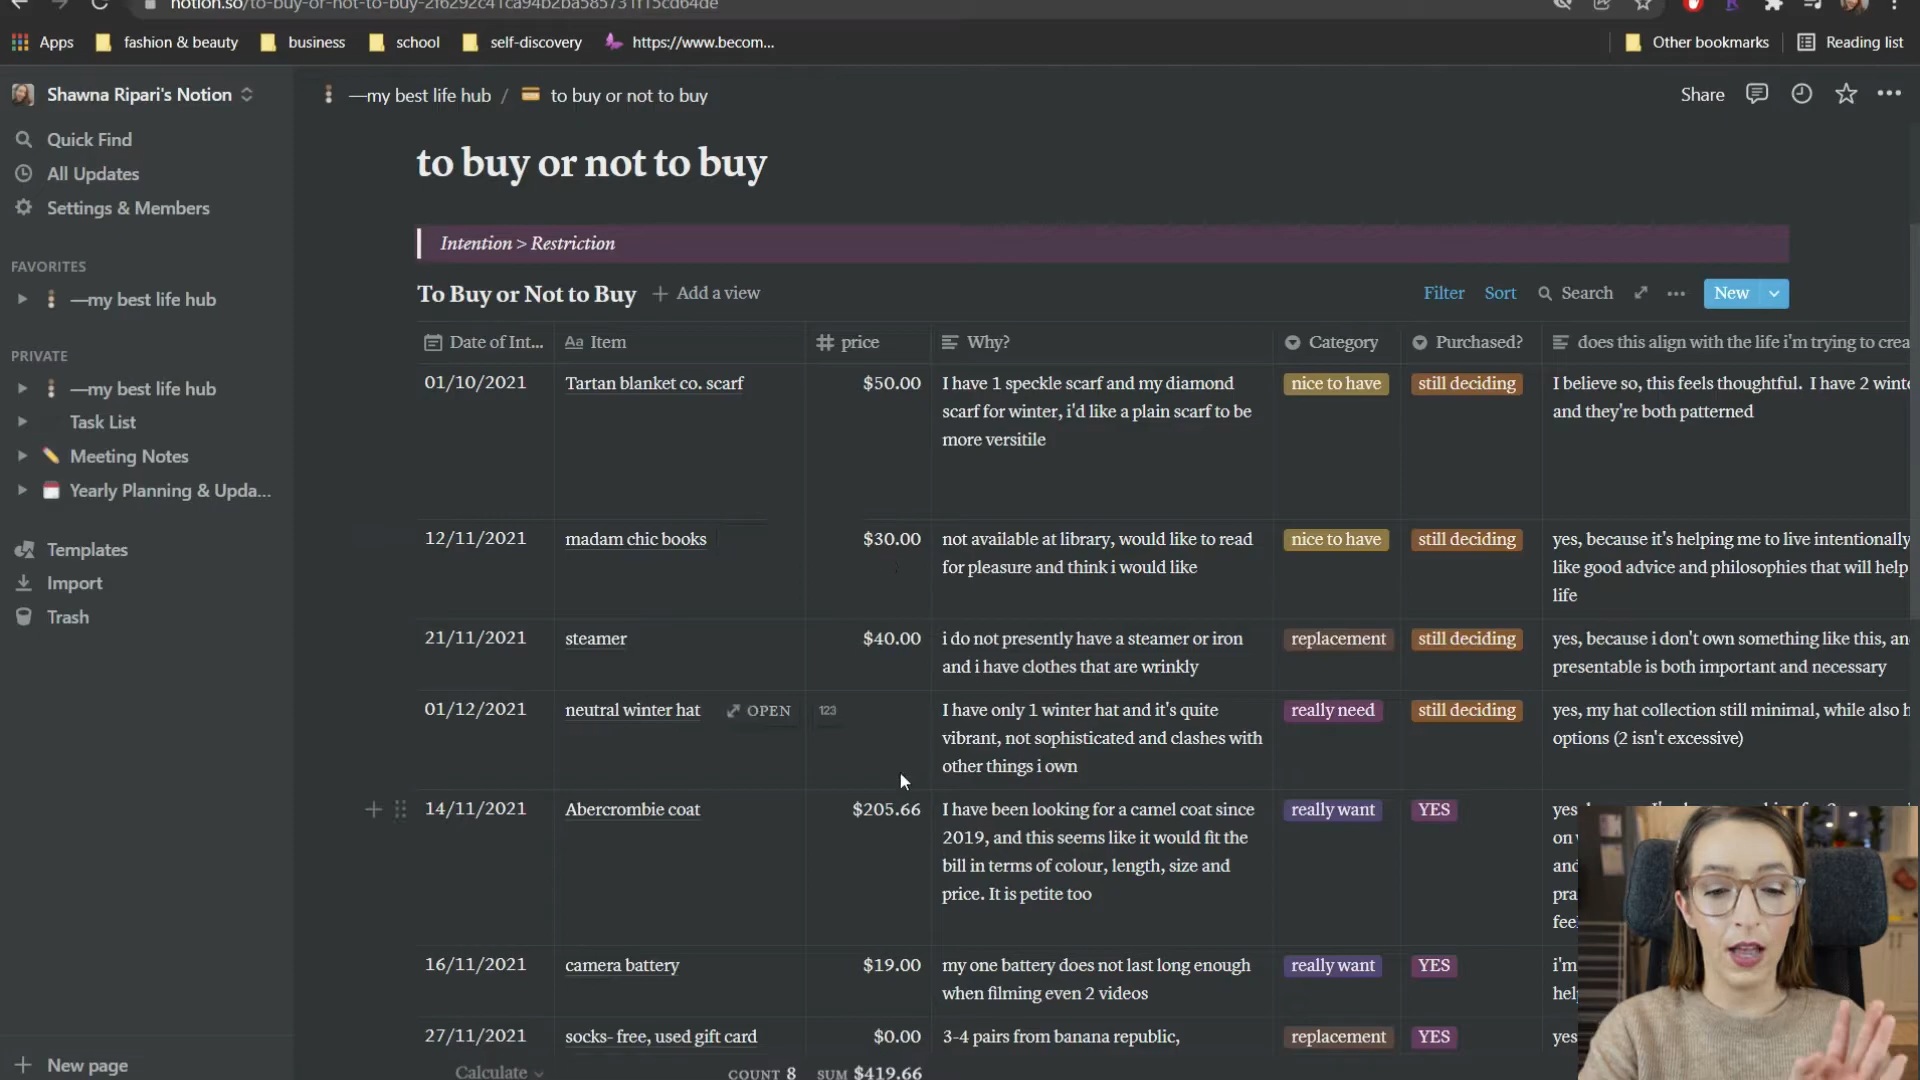 notion.so/to-buy-or-not-to-buy-2f6292c41ca94b2ba585731f15cd64de
Apps
fashion & beauty
business
school
self-discovery
https://www.becom...
Other bookmarks
Reading list
Shawna Ripari's Notion
—my best life hub / to buy or not to buy
Share
Quick Find
All Updates
Settings & Members
FAVORITES
—my best life hub
PRIVATE
—my best life hub
Task List
Meeting Notes
Yearly Planning & Upda...
Templates
Import
Trash
New page
to buy or not to buy
Intention > Restriction
To Buy or Not to Buy
Add a view
Filter
Sort
Search
New
Date of Int...
Aa Item
price
Why?
Category
Purchased?
does this align with the life i'm trying to crea
01/10/2021
Tartan blanket co. scarf
$50.00
I have 1 speckle scarf and my diamond
scarf for winter, i'd like a plain scarf to be
more versitile
nice to have
still deciding
I believe so, this feels thoughtful. I have 2 wint
and they're both patterned
12/11/2021
madam chic books
$30.00
not available at library, would like to read
for pleasure and think i would like
nice to have
still deciding
yes, because it's helping me to live intentionally
like good advice and philosophies that will help
life
21/11/2021
steamer
$40.00
i do not presently have a steamer or iron
and i have clothes that are wrinkly
replacement
still deciding
yes, because i don't own something like this, an
presentable is both important and necessary
01/12/2021
neutral winter hat
OPEN
123
I have only 1 winter hat and it's quite
vibrant, not sophisticated and clashes with
other things i own
really need
still deciding
yes, my hat collection still minimal, while also h
options (2 isn't excessive)
14/11/2021
Abercrombie coat
$205.66
I have been looking for a camel coat since
2019, and this seems like it would fit the
bill in terms of colour, length, size and
price. It is petite too
really want
YES
yes
on
and
pra
feel
16/11/2021
camera battery
$19.00
my one battery does not last long enough
when filming even 2 videos
really want
YES
i'm
help
27/11/2021
socks- free, used gift card
$0.00
3-4 pairs from banana republic,
replacement
YES
yes
Calculate
COUNT 8
SUM $419.66